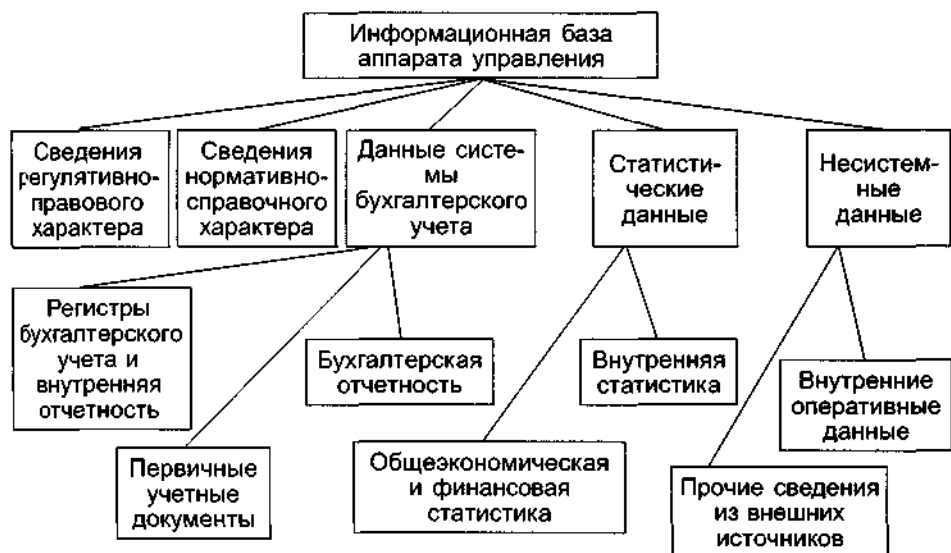 Информационная база
аппарата управления
Сведения
регулятивно-
правового
характера
Сведения
нормативно-
справочного
характера
Данные систе-
мы
бухгалтерского
учета
Статисти-
ческие
данные
Несистем-
ные
данные
Регистры
бухгалтерского
учета и
внутренняя
отчетность
Бухгалтерская
отчетность
Внутренняя
статистика
Внутренние
оперативные
данные
Первичные
учетные
документы
Общеэкономическая
и финансовая
статистика
Прочие сведения
из внешних
источников